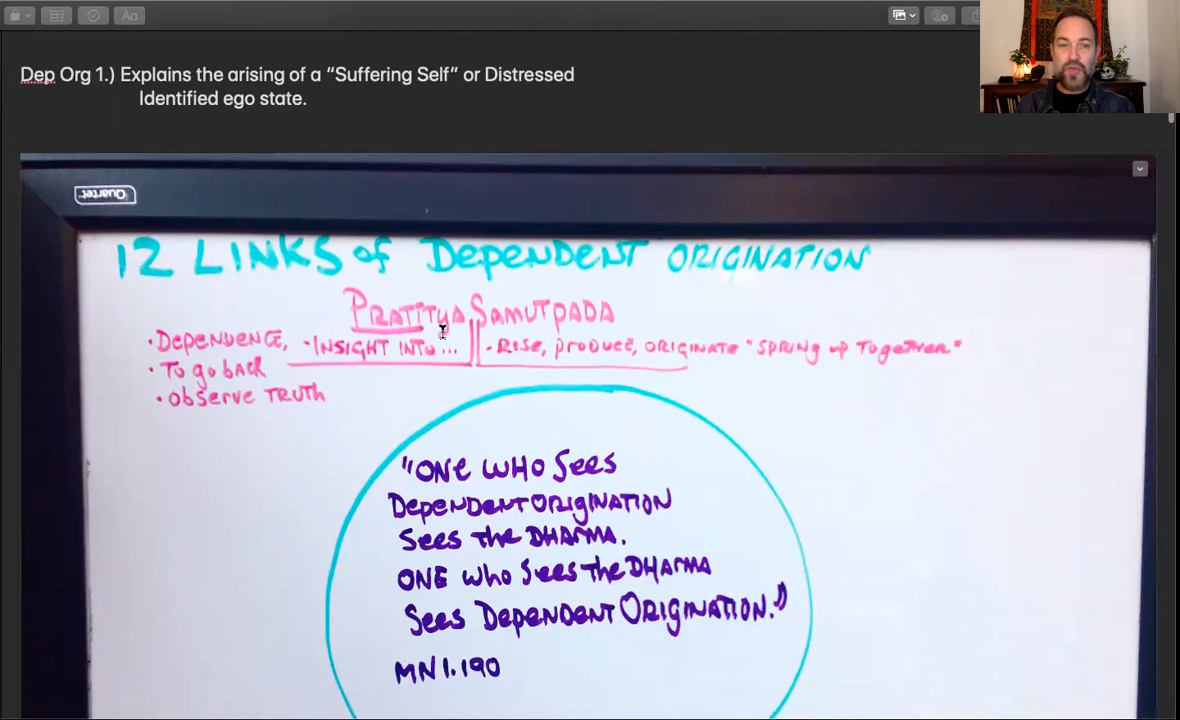 Aa
Dep Org 1.) Explains the arising of a “Suffering Self” or Distressed
Identified ego state.
Quartet
12 LINKS of Dependent ORIGINATION
PRATITYA SAMUTPADA
• Dependence, • INSIGHT INTO... - RISE, produce, ORIGINATE "SPRING up Together"
• To go back
• Observe TRUTH
"ONE WHO Sees
Dependent ORIGINATION
Sees the DHARMA.
ONE who Sees the DHARMA
Sees Dependent ORIGINATION."
MN 1.190